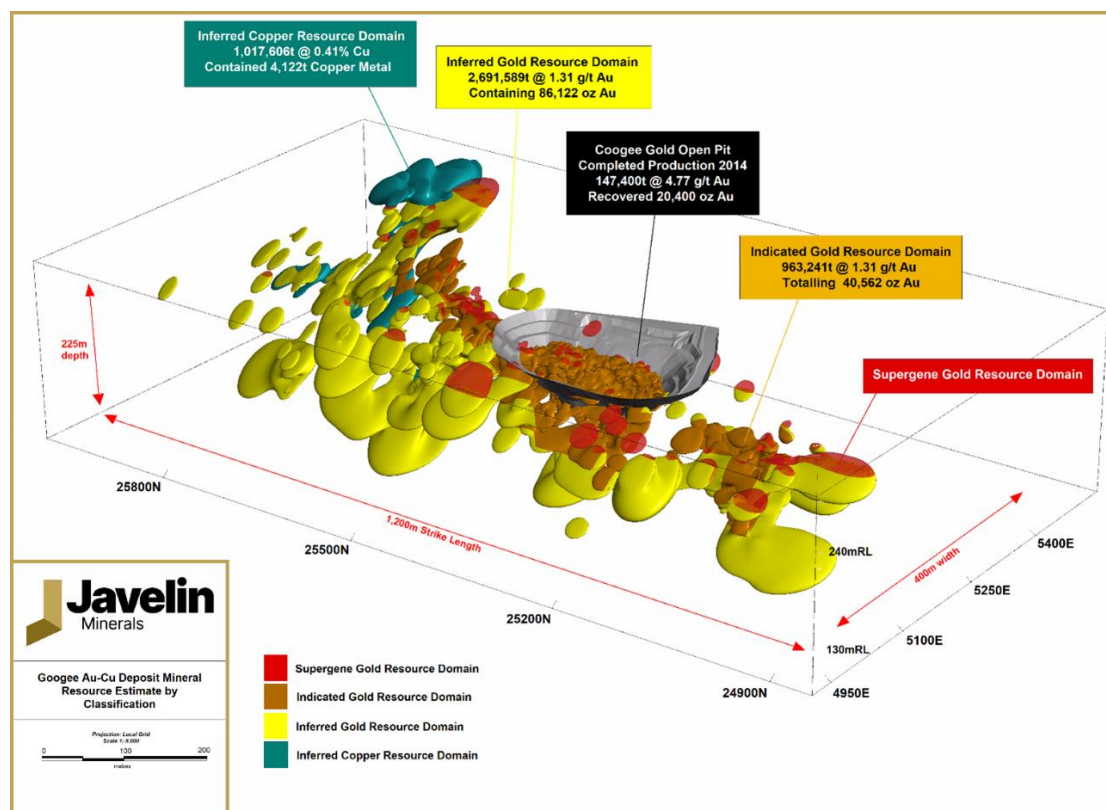 Inferred Copper Resource Domain
1,017,606t @ 0.41% Cu
Contained 4,122t Copper Metal
Inferred Gold Resource Domain
2,691,589t @ 1.31 g/t Au
Containing 86,122 oz Au
Coogee Gold Open Pit
Completed Production 2014
147,400t @ 4.77 g/t Au
Recovered 20,400 oz Au
Indicated Gold Resource Domain
963,241t @ 1.31 g/t Au
Totalling 40,562 oz Au
Supergene Gold Resource Domain
225m
depth
25800N
25500N
25200N
24900N
1,200m Strike Length
400m width
240mRL
130mRL
5400E
5250E
5100E
4950E
Javelin
Minerals
Googee Au-Cu Deposit Mineral
Resource Estimate by
Classification
Projection: Local Grid
Scale 1: 8,000
0 100 200
metres
Supergene Gold Resource Domain
Indicated Gold Resource Domain
Inferred Gold Resource Domain
Inferred Copper Resource Domain